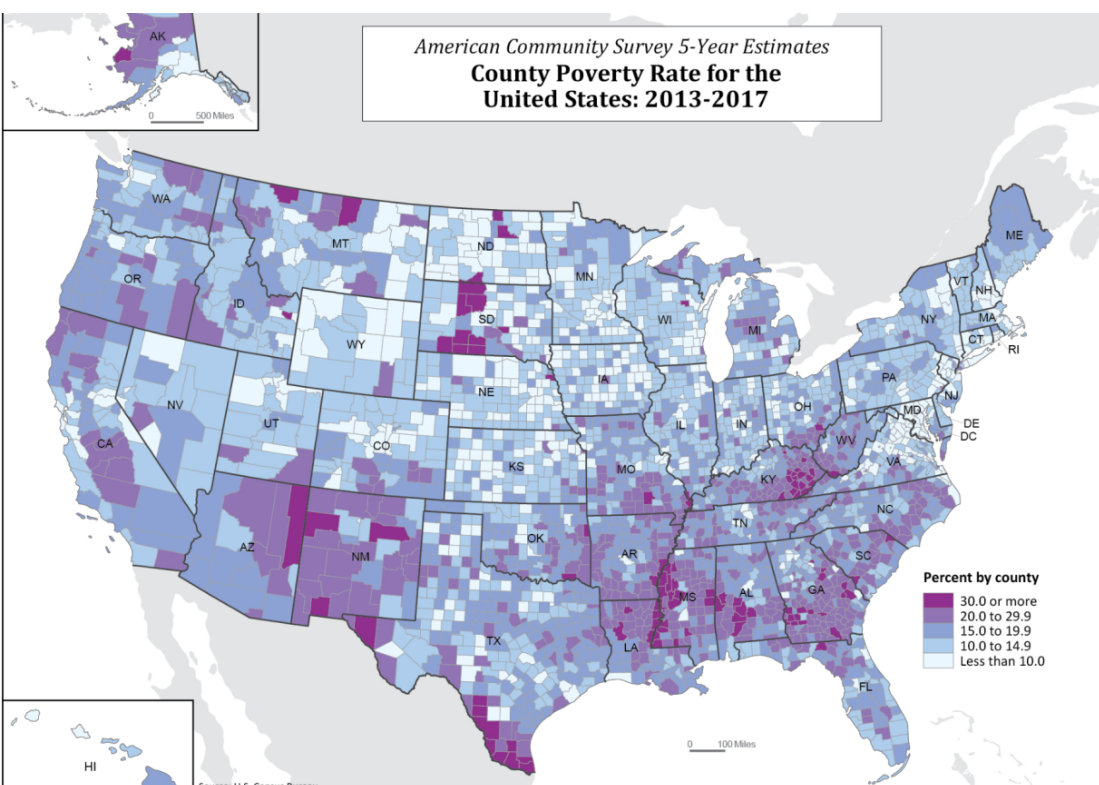 AK
0 500 Miles
American Community Survey 5-Year Estimates
County Poverty Rate for the
United States: 2013-2017
WA
MT
ND
MN
ME
OR
ID
SD
WI
MI
VT
NH
NY
MA
CT
RI
WY
IA
NE
PA
NJ
NV
UT
CO
IL
IN
OH
MD
DE
DC
CA
KS
MO
WV
VA
KY
NC
TN
AZ
NM
OK
AR
SC
MS
AL
GA
TX
LA
FL
Percent by county
30.0 or more
20.0 to 29.9
15.0 to 19.9
10.0 to 14.9
Less than 10.0
0 100 Miles
HI
Source: U.S. Census Bureau